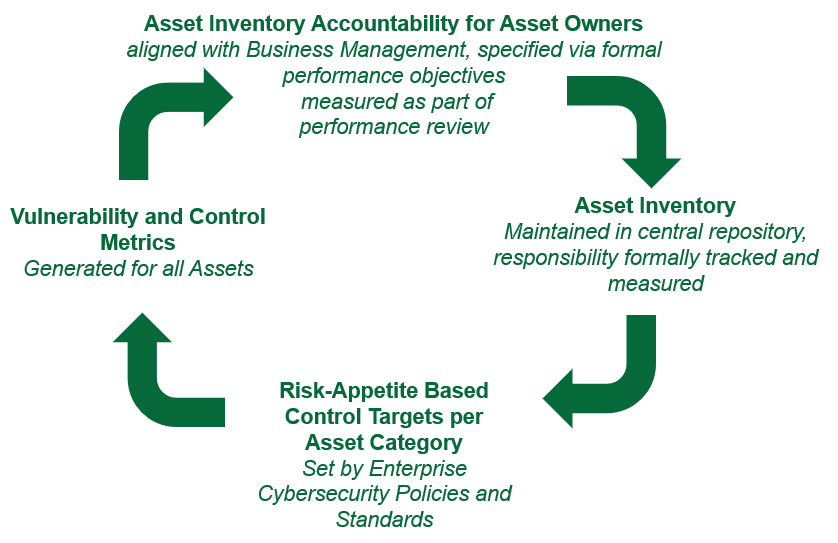 Asset Inventory Accountability for Asset Owners
aligned with Business Management, specified via formal
performance objectives
measured as part of
performance review
Asset Inventory
Maintained in central repository,
responsibility formally tracked and
measured
Risk-Appetite Based
Control Targets per
Asset Category
Set by Enterprise
Cybersecurity Policies and
Standards
Vulnerability and Control
Metrics
Generated for all Assets